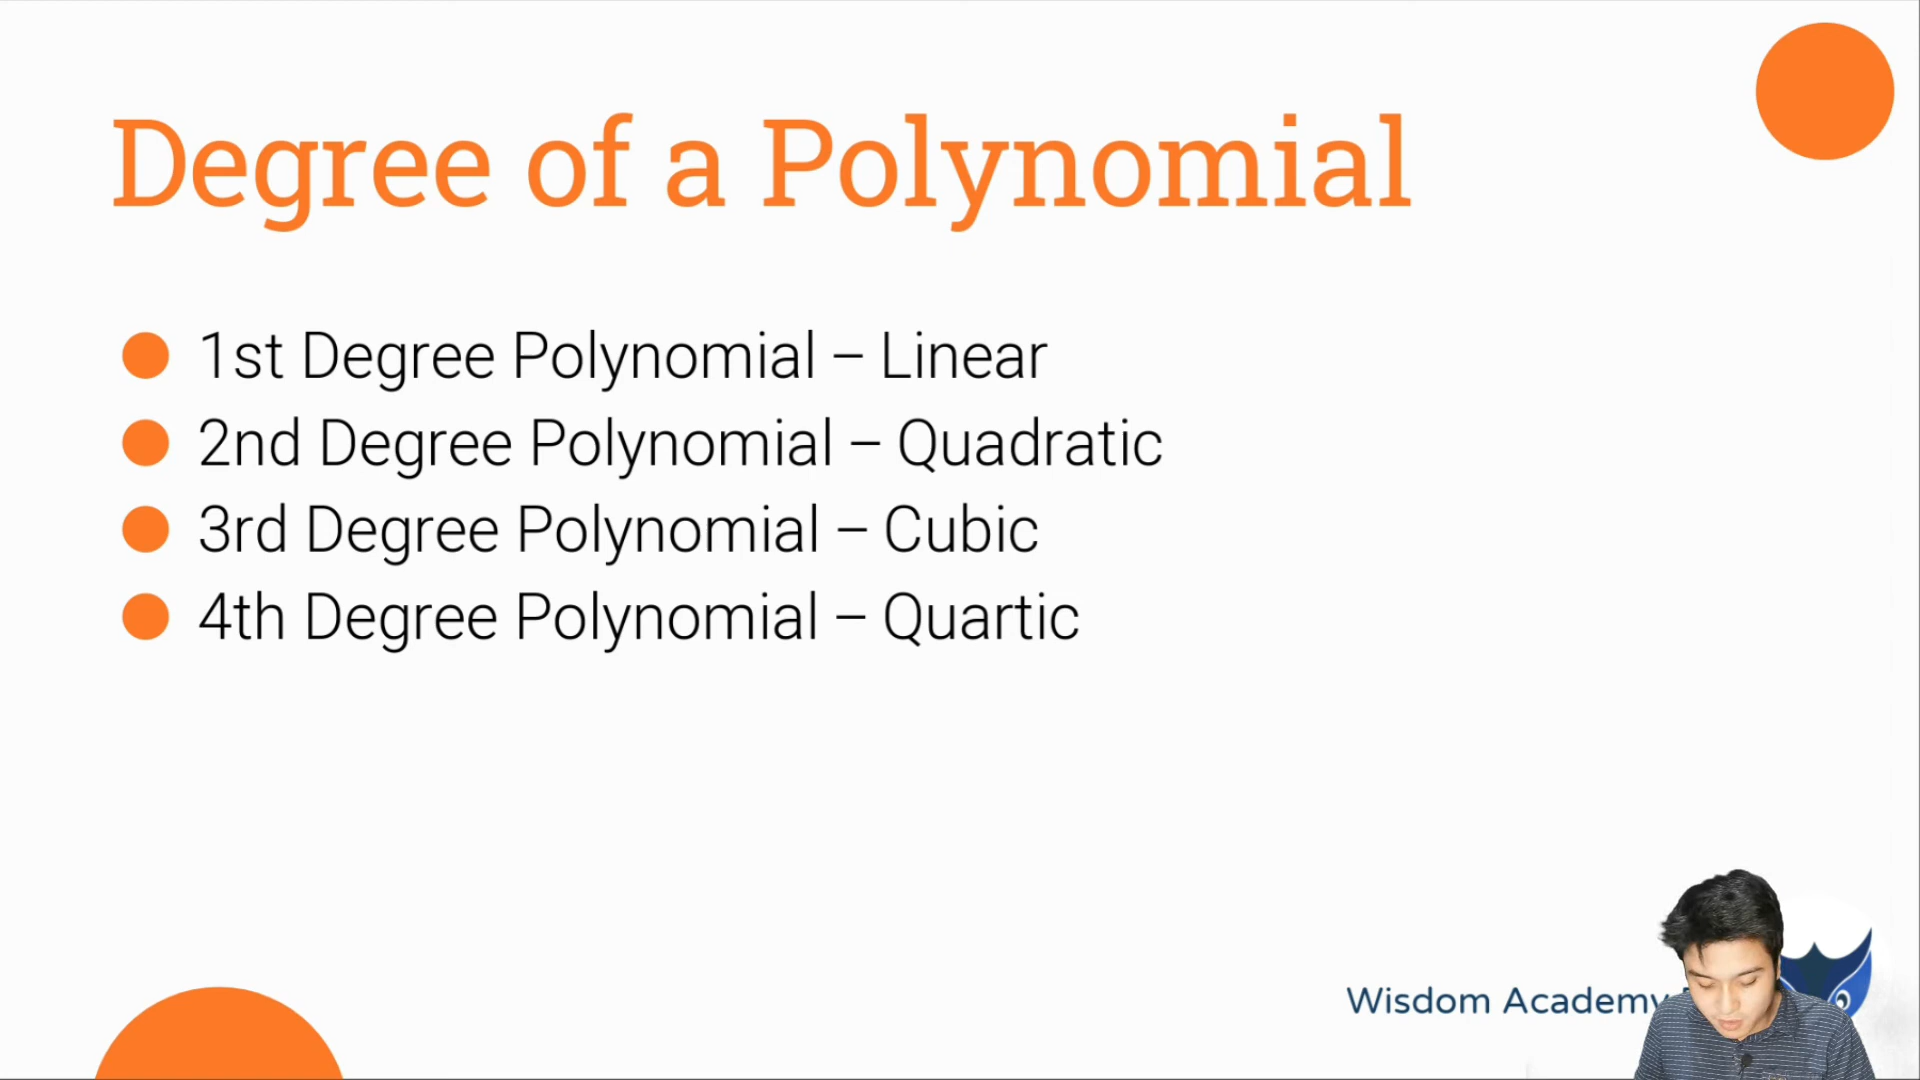 Degree of a Polynomial
1st Degree Polynomial – Linear
2nd Degree Polynomial – Quadratic
3rd Degree Polynomial – Cubic
4th Degree Polynomial – Quartic
Wisdom Academy